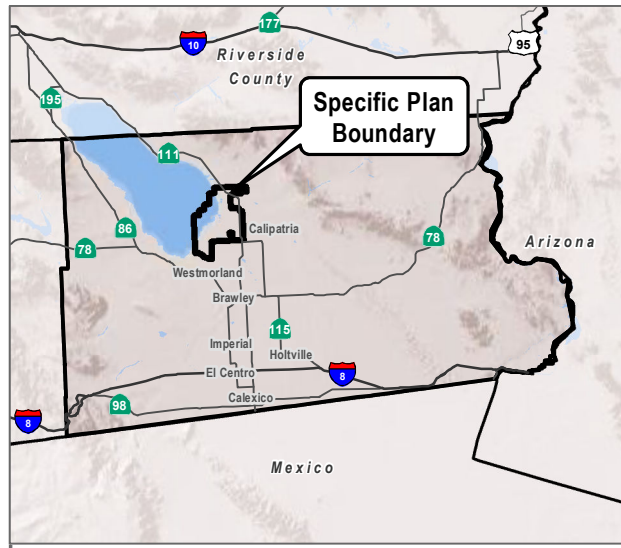 177
10
95
Riverside
County
Specific Plan
Boundary
195
111
86
78
Calipatria
78
Arizona
Westmorland
Brawley
115
Imperial
Holtville
El Centro
8
Calexico
98
8
Mexico